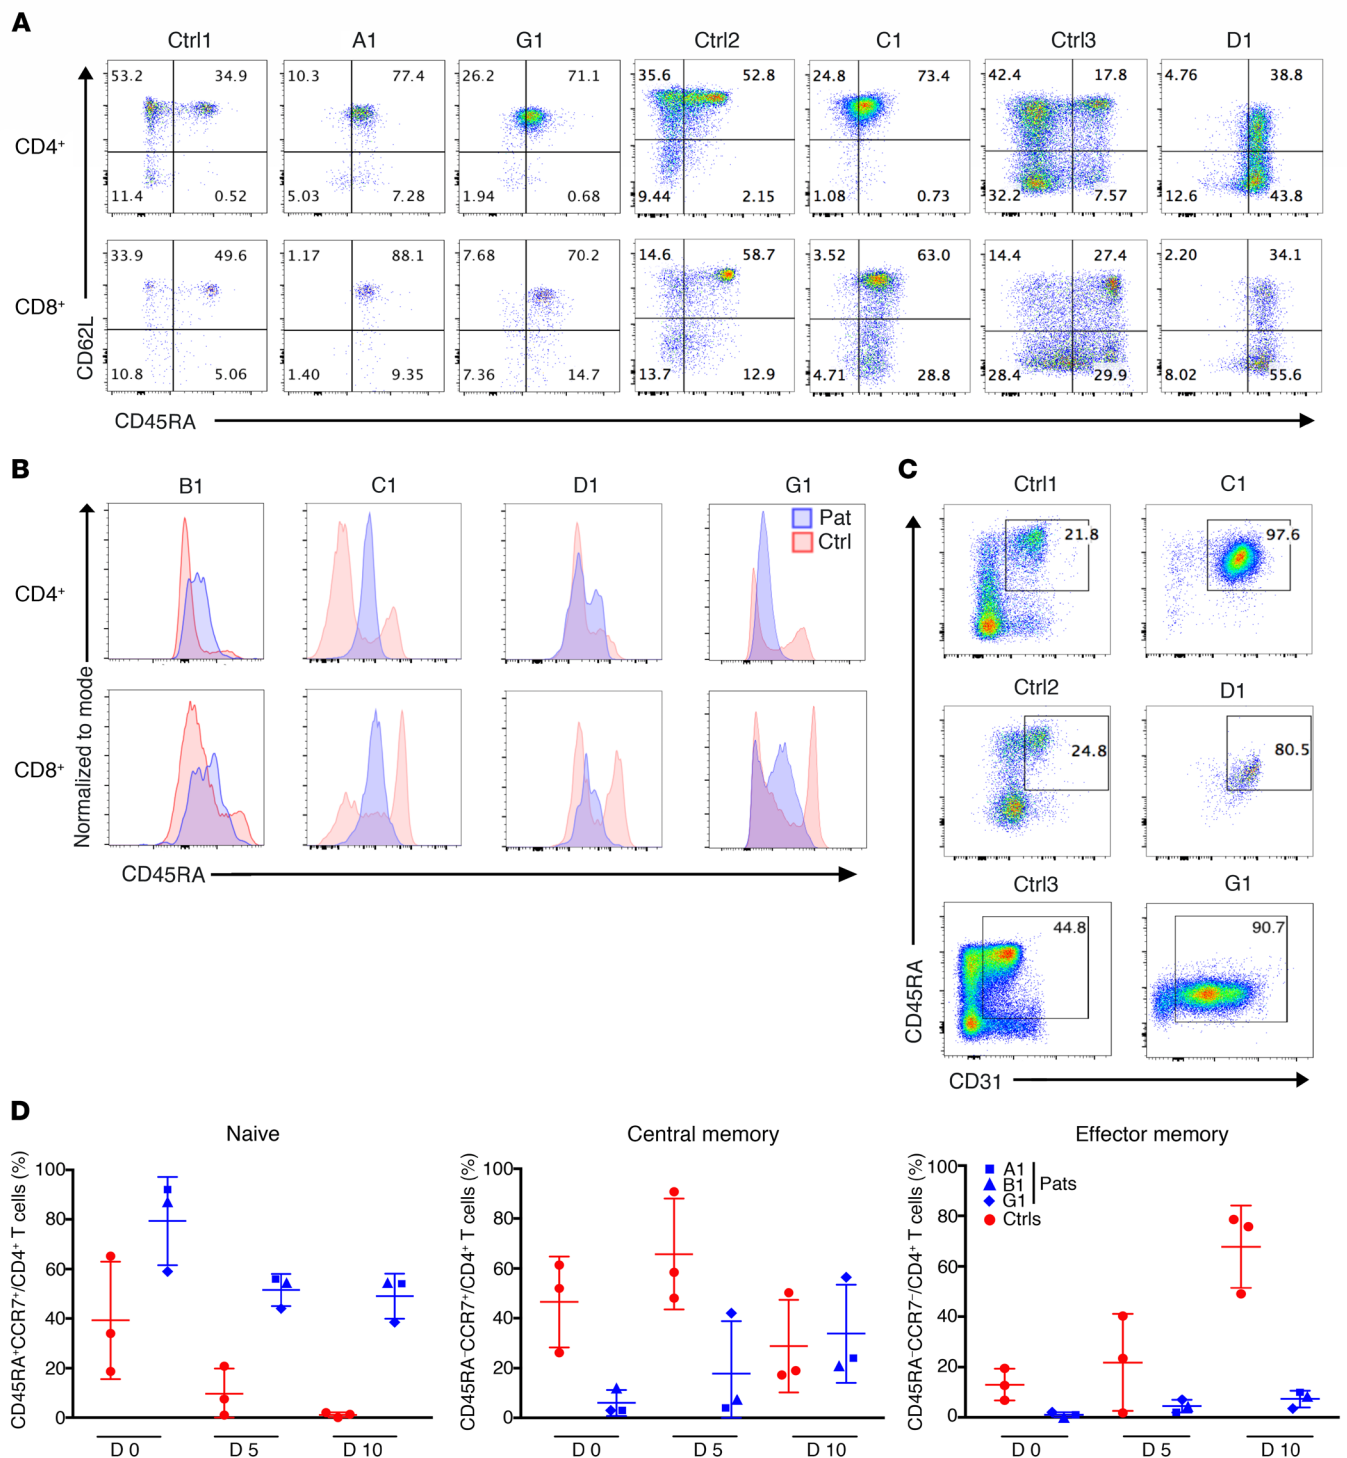 A
Ctrl1 A1 G1 Ctrl2 C1 Ctrl3 D1
CD4+
53.2 34.9 10.3 77.4 26.2 71.1 35.6 52.8 24.8 73.4 42.4 17.8 4.76 38.8
11.4 0.52 5.03 7.28 1.94 0.68 9.44 2.15 1.08 0.73 32.2 7.57 12.6 43.8
CD8+
33.9 49.6 1.17 88.1 7.68 70.2 14.6 58.7 3.52 63.0 14.4 27.4 2.20 34.1
10.8 5.06 1.40 9.35 7.36 14.7 13.7 12.9 4.71 28.8 28.4 29.9 8.02 55.6
CD62L
CD45RA
B
B1 C1 D1 G1
Pat
Ctrl
CD4+
CD8+
Normalized to mode
CD45RA
C
Ctrl1 C1
21.8 97.6
Ctrl2 D1
24.8 80.5
Ctrl3 G1
44.8 90.7
CD45RA
CD31
D
Naive
CD45RA+CCR7+/CD4+ T cells (%)
100
80
60
40
20
0
D 0 D 5 D 10
Central memory
CD45RA−CCR7+/CD4+ T cells (%)
100
80
60
40
20
0
D 0 D 5 D 10
Effector memory
CD45RA−CCR7−/CD4+ T cells (%)
100
80
60
40
20
0
A1
B1
G1
Pats
Ctrls
D 0 D 5 D 10